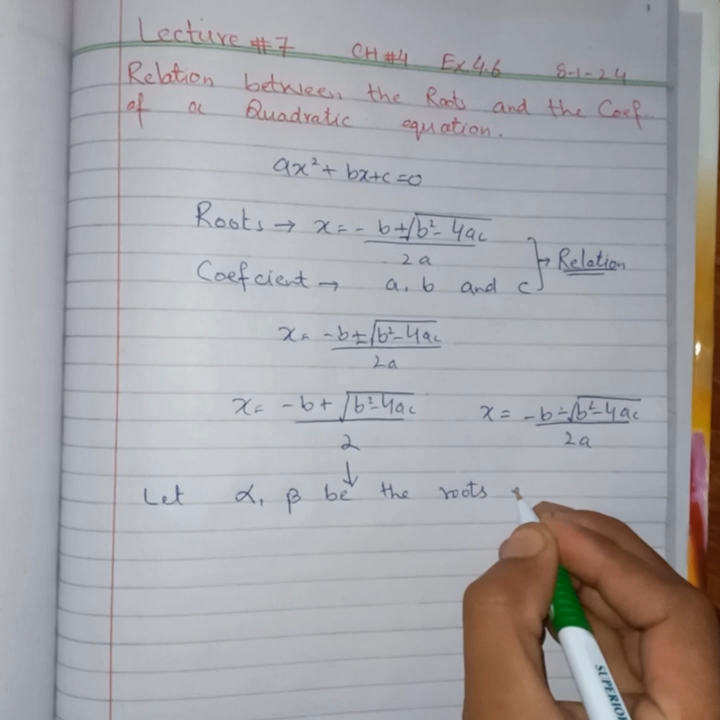 Lecture #7 CH #4 Ex 4.6 8-1-24
Relation between the Roots and the Coef
of a Quadratic equation.
ax² + bx + c = 0
Roots → x = -b ± √b² - 4ac / 2a
Coefcient → a, b and c } → Relation
x = -b ± √b² - 4ac / 2a
x = -b + √b² - 4ac / 2 x = -b - √b² - 4ac / 2a
↓
Let α, β be the roots
SUPERIO